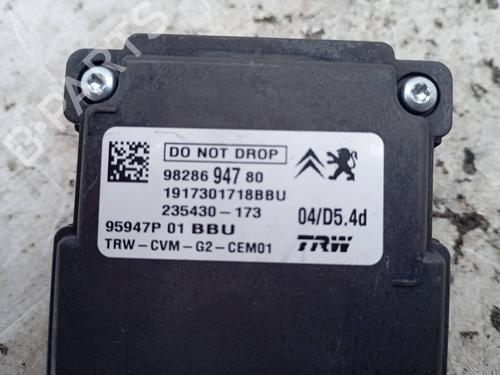 B-PARTS
DO NOT DROP
98286 947 80
1917301718BBU
235430-173
04/D5.4d
95947P 01 BBU
TRW-CVM-G2-CEM01
TRW